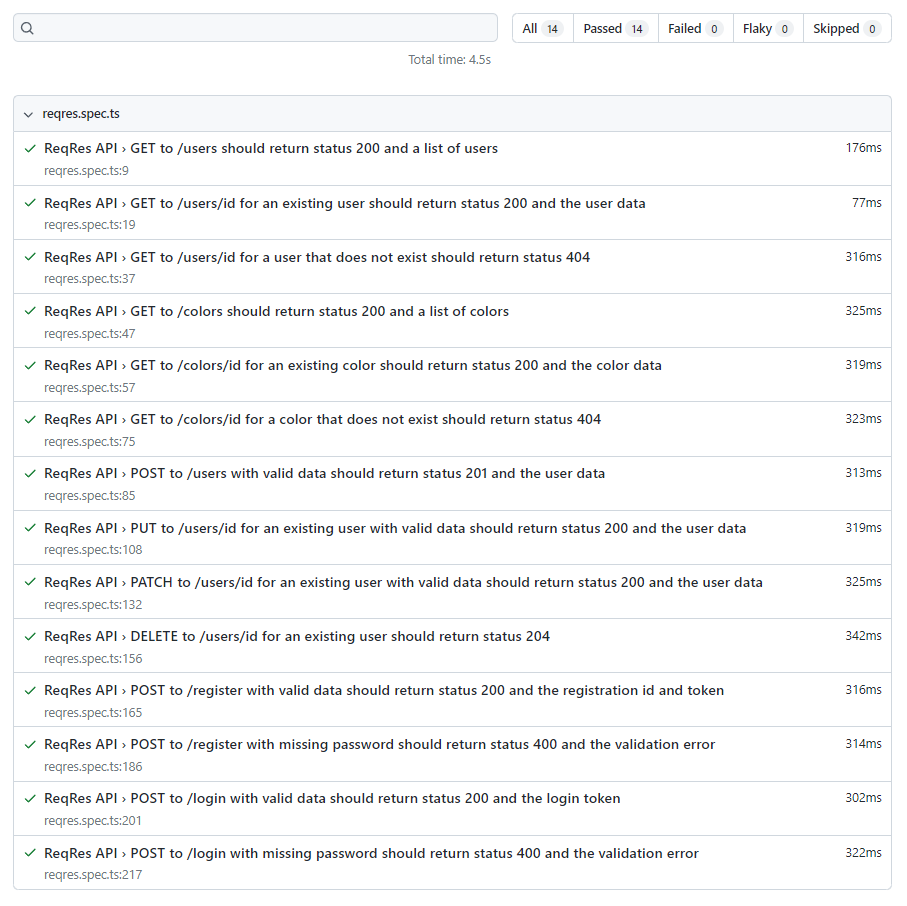 All 14 Passed 14 Failed 0 Flaky 0 Skipped 0
Total time: 4.5s
reqres.spec.ts
ReqRes API › GET to /users should return status 200 and a list of users 176ms
reqres.spec.ts:9
ReqRes API › GET to /users/id for an existing user should return status 200 and the user data 77ms
reqres.spec.ts:19
ReqRes API › GET to /users/id for a user that does not exist should return status 404 316ms
reqres.spec.ts:37
ReqRes API › GET to /colors should return status 200 and a list of colors 325ms
reqres.spec.ts:47
ReqRes API › GET to /colors/id for an existing color should return status 200 and the color data 319ms
reqres.spec.ts:57
ReqRes API › GET to /colors/id for a color that does not exist should return status 404 323ms
reqres.spec.ts:75
ReqRes API › POST to /users with valid data should return status 201 and the user data 313ms
reqres.spec.ts:85
ReqRes API › PUT to /users/id for an existing user with valid data should return status 200 and the user data 319ms
reqres.spec.ts:108
ReqRes API › PATCH to /users/id for an existing user with valid data should return status 200 and the user data 325ms
reqres.spec.ts:132
ReqRes API › DELETE to /users/id for an existing user should return status 204 342ms
reqres.spec.ts:156
ReqRes API › POST to /register with valid data should return status 200 and the registration id and token 316ms
reqres.spec.ts:165
ReqRes API › POST to /register with missing password should return status 400 and the validation error 314ms
reqres.spec.ts:186
ReqRes API › POST to /login with valid data should return status 200 and the login token 302ms
reqres.spec.ts:201
ReqRes API › POST to /login with missing password should return status 400 and the validation error 322ms
reqres.spec.ts:217